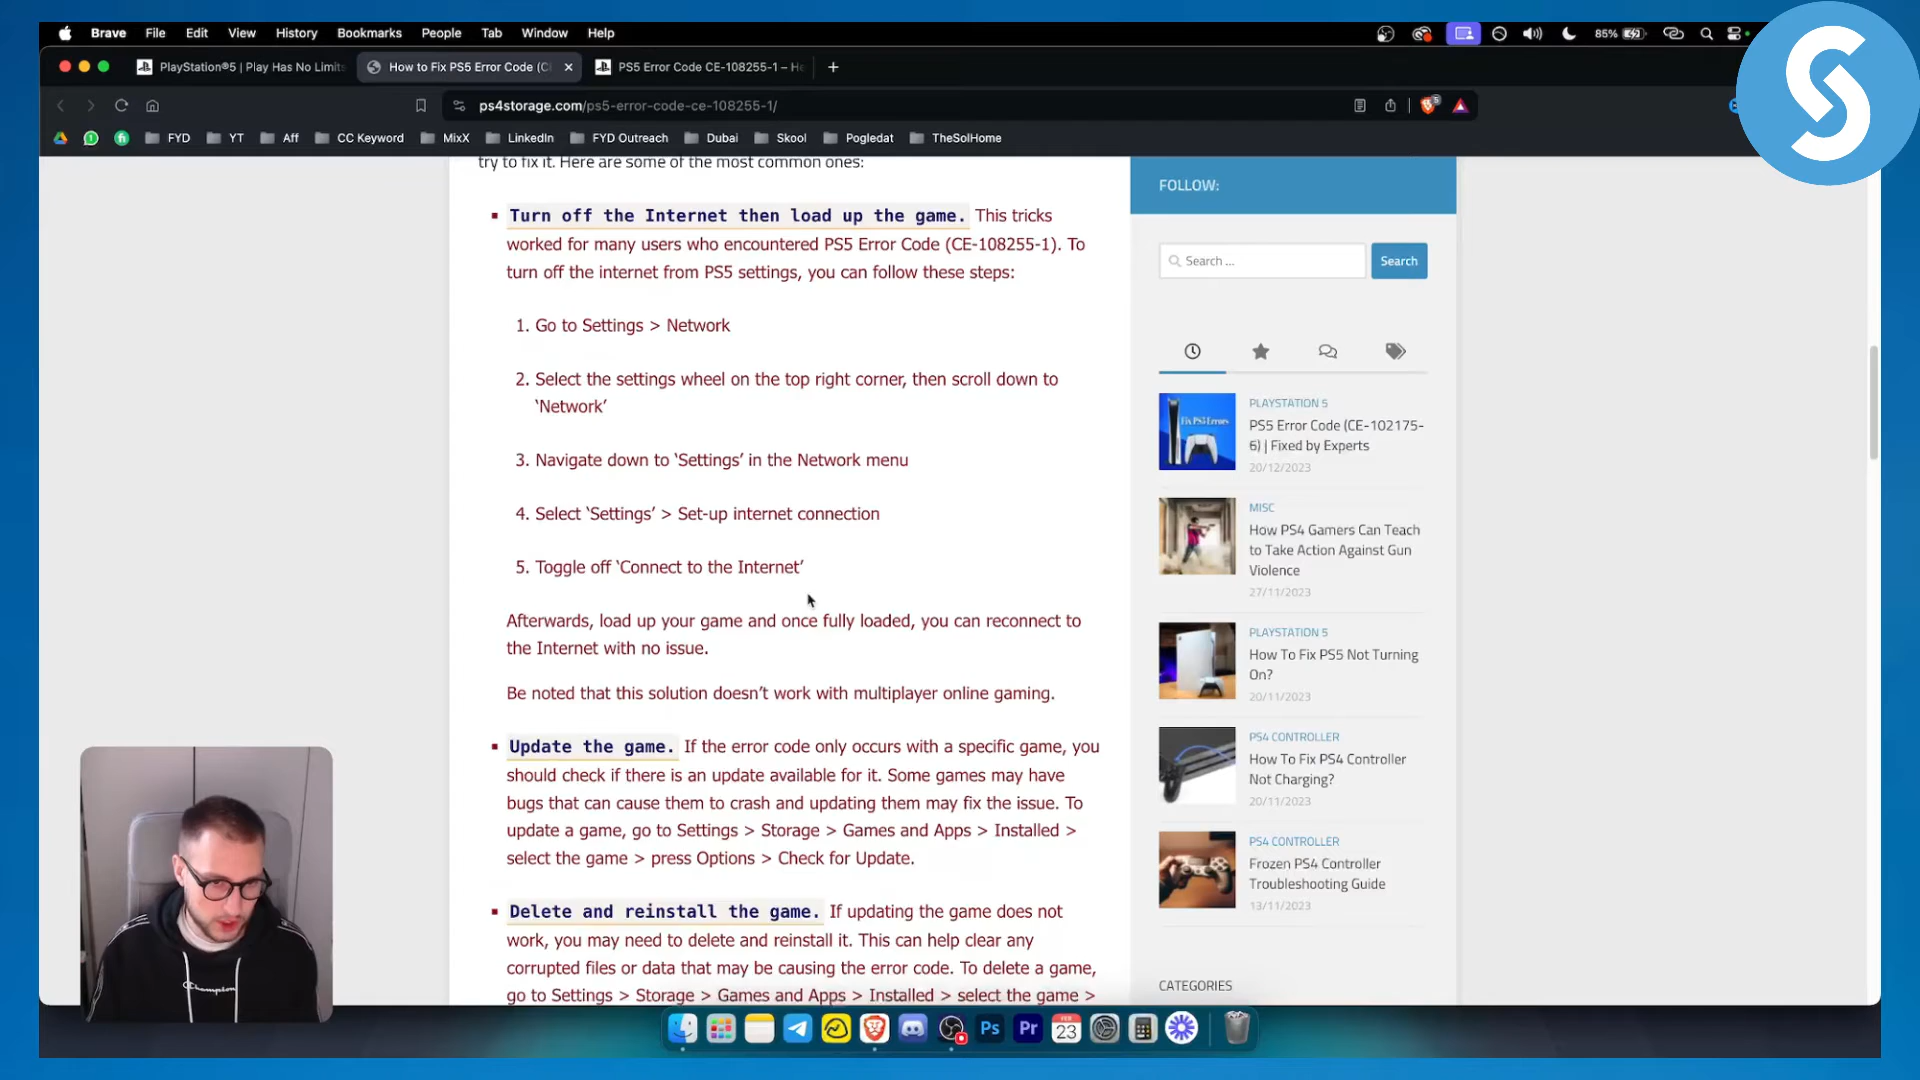 Brave File Edit View History Bookmarks People Tab Window Help 85%
PlayStation®5 | Play Has No Limits
How to Fix PS5 Error Code (C
PS5 Error Code CE-108255-1 – He
ps4storage.com/ps5-error-code-ce-108255-1/
FYD YT Aff CC Keyword MixX LinkedIn FYD Outreach Dubai Skool Pogledat TheSolHome
try to fix it. Here are some of the most common ones:
Turn off the Internet then load up the game. This tricks
worked for many users who encountered PS5 Error Code (CE-108255-1). To
turn off the internet from PS5 settings, you can follow these steps:
1. Go to Settings > Network
2. Select the settings wheel on the top right corner, then scroll down to
‘Network’
3. Navigate down to ‘Settings’ in the Network menu
4. Select ‘Settings’ > Set-up internet connection
5. Toggle off ‘Connect to the Internet’
Afterwards, load up your game and once fully loaded, you can reconnect to
the Internet with no issue.
Be noted that this solution doesn’t work with multiplayer online gaming.
Update the game. If the error code only occurs with a specific game, you
should check if there is an update available for it. Some games may have
bugs that can cause them to crash and updating them may fix the issue. To
update a game, go to Settings > Storage > Games and Apps > Installed >
select the game > press Options > Check for Update.
Delete and reinstall the game. If updating the game does not
work, you may need to delete and reinstall it. This can help clear any
corrupted files or data that may be causing the error code. To delete a game,
go to Settings > Storage > Games and Apps > Installed > select the game >
FOLLOW:
Search ...
Search
PLAYSTATION 5
PS5 Error Code (CE-102175-
6) | Fixed by Experts
20/12/2023
MISC
How PS4 Gamers Can Teach
to Take Action Against Gun
Violence
27/11/2023
PLAYSTATION 5
How To Fix PS5 Not Turning
On?
20/11/2023
PS4 CONTROLLER
How To Fix PS4 Controller
Not Charging?
20/11/2023
PS4 CONTROLLER
Frozen PS4 Controller
Troubleshooting Guide
13/11/2023
CATEGORIES
Fix PS5 Errors
Champion
Ps
Pr
FEB
23